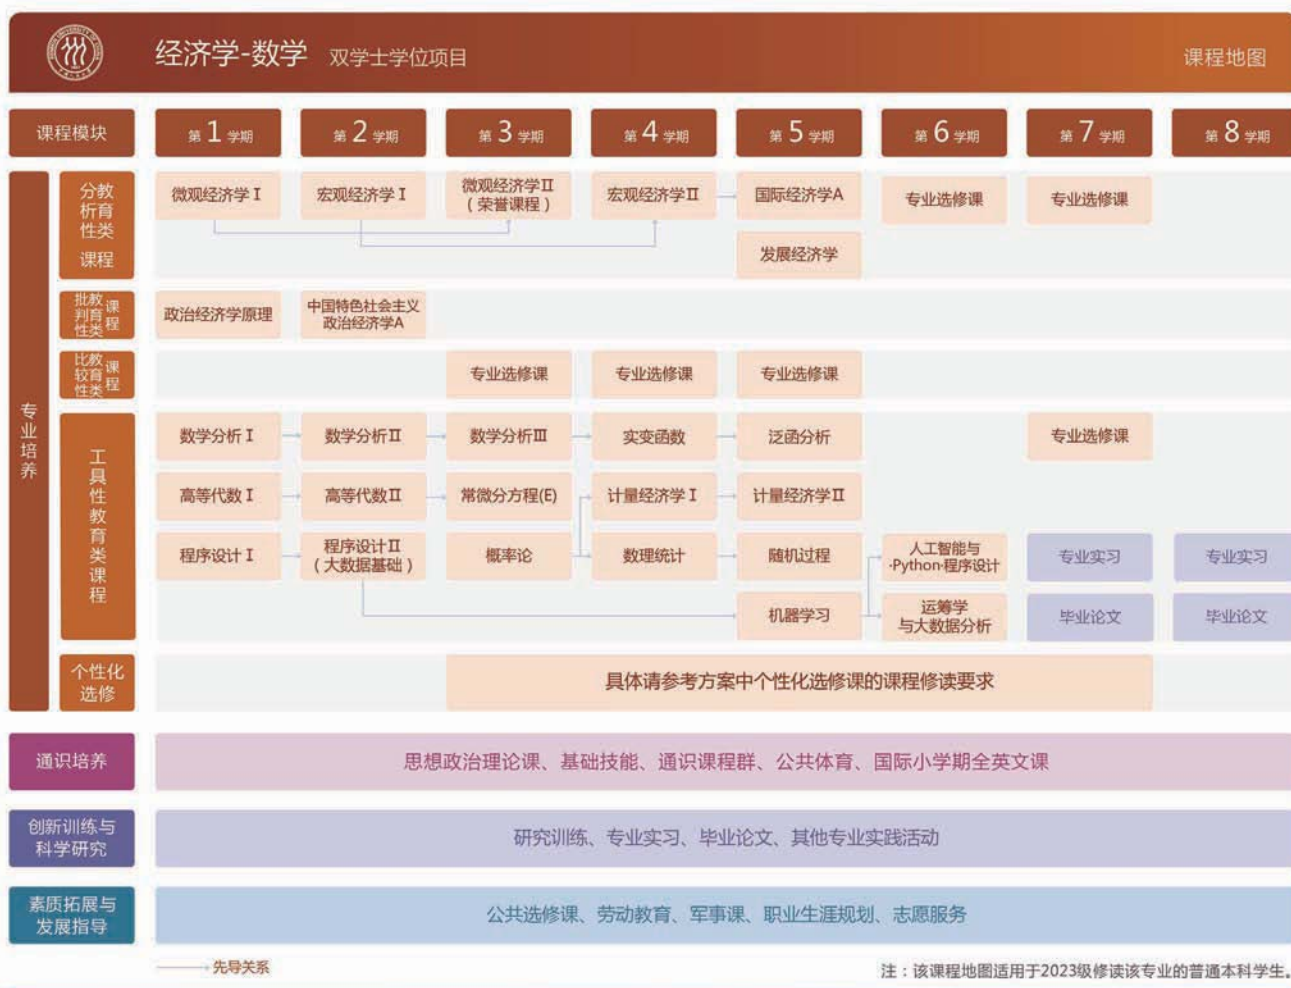 经济学-数学 双学士学位项目 课程地图
课程模块 第1学期 第2学期 第3学期 第4学期 第5学期 第6学期 第7学期 第8学期
专业培养
分析性教育类课程
微观经济学Ⅰ 宏观经济学Ⅰ 微观经济学Ⅱ
（荣誉课程） 宏观经济学Ⅱ 国际经济学A 专业选修课 专业选修课
发展经济学
批判性教育类课程
政治经济学原理 中国特色社会主义
政治经济学A
比较性教育类课程
专业选修课 专业选修课 专业选修课
工具性教育类课程
数学分析Ⅰ 数学分析Ⅱ 数学分析Ⅲ 实变函数 泛函分析 专业选修课
高等代数Ⅰ 高等代数Ⅱ 常微分方程(E) 计量经济学Ⅰ 计量经济学Ⅱ
程序设计Ⅰ 程序设计Ⅱ
（大数据基础） 概率论 数理统计 随机过程 人工智能与
·Python·程序设计 专业实习 专业实习
机器学习 运筹学
与大数据分析 毕业论文 毕业论文
个性化
选修
具体请参考方案中个性化选修课的课程修读要求
通识培养 思想政治理论课、基础技能、通识课程群、公共体育、国际小学期全英文课
创新训练与
科学研究
研究训练、专业实习、毕业论文、其他专业实践活动
素质拓展与
发展指导
公共选修课、劳动教育、军事课、职业生涯规划、志愿服务
先导关系
注：该课程地图适用于2023级修读该专业的普通本科学生。